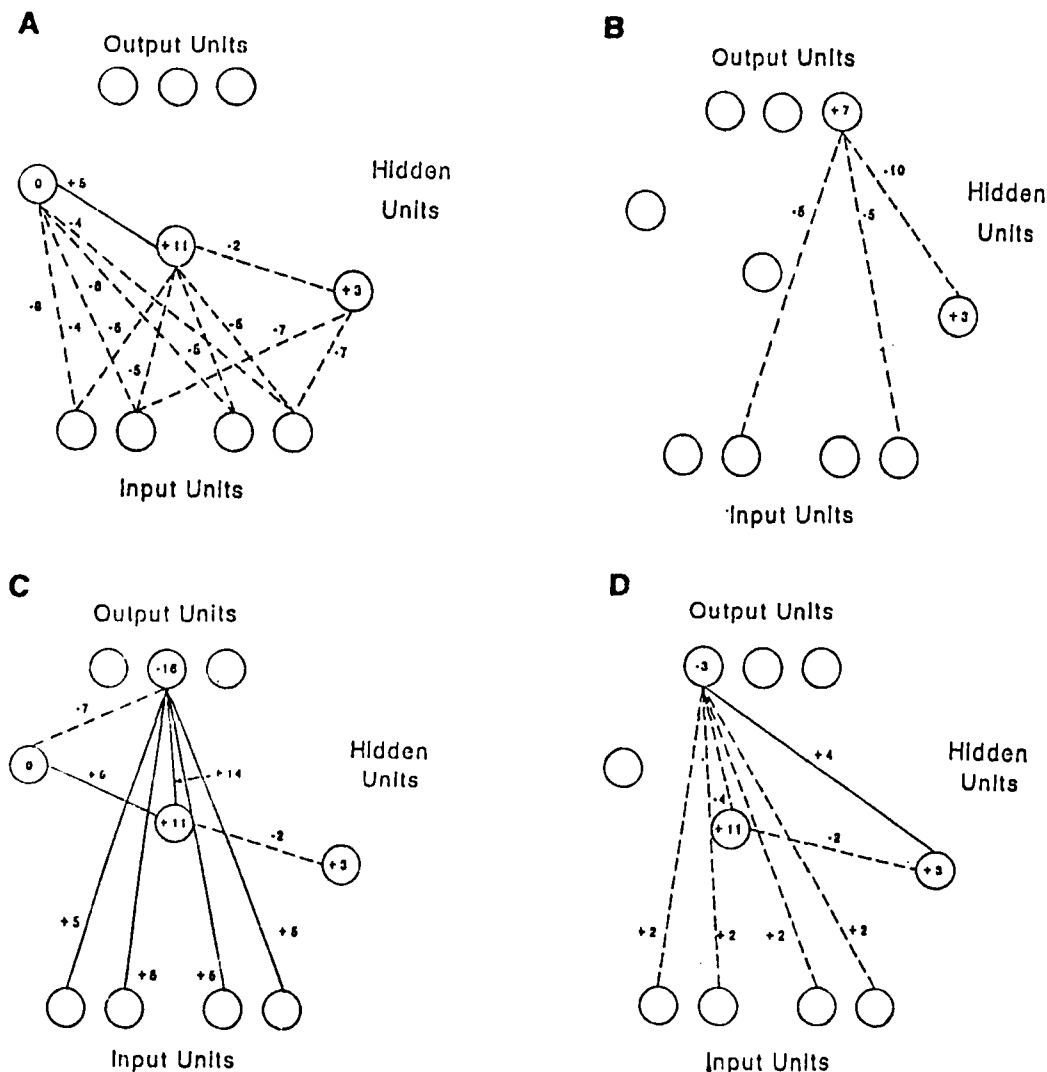 A
Output Units
0
+5
Hidden
Units
-4
+11
-2
+3
-8
-4
-5
-5
-5
-7
-7
Input Units
B
Output Units
+7
-10
Hidden
Units
-5
-5
+3
Input Units
C
Output Units
-16
-7
Hidden
Units
0
+14
+11
-2
+3
+5
Input Units
D
Output Units
-3
+4
Hidden
Units
-4
+11
-2
+3
+2
+2
+2
+2
Input Units